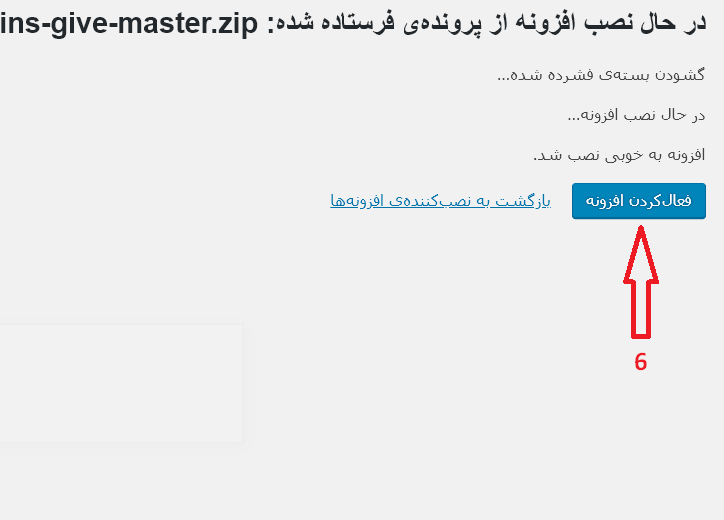 در حال نصب افزونه از پرونده‌ی فرستاده شده: ins-give-master.zip
گشودن بسته‌ی فشرده شده...
در حال نصب افزونه...
افزونه به خوبی نصب شد.
فعال‌کردن افزونه بازگشت به نصب‌کننده‌ی افزونه‌ها
6